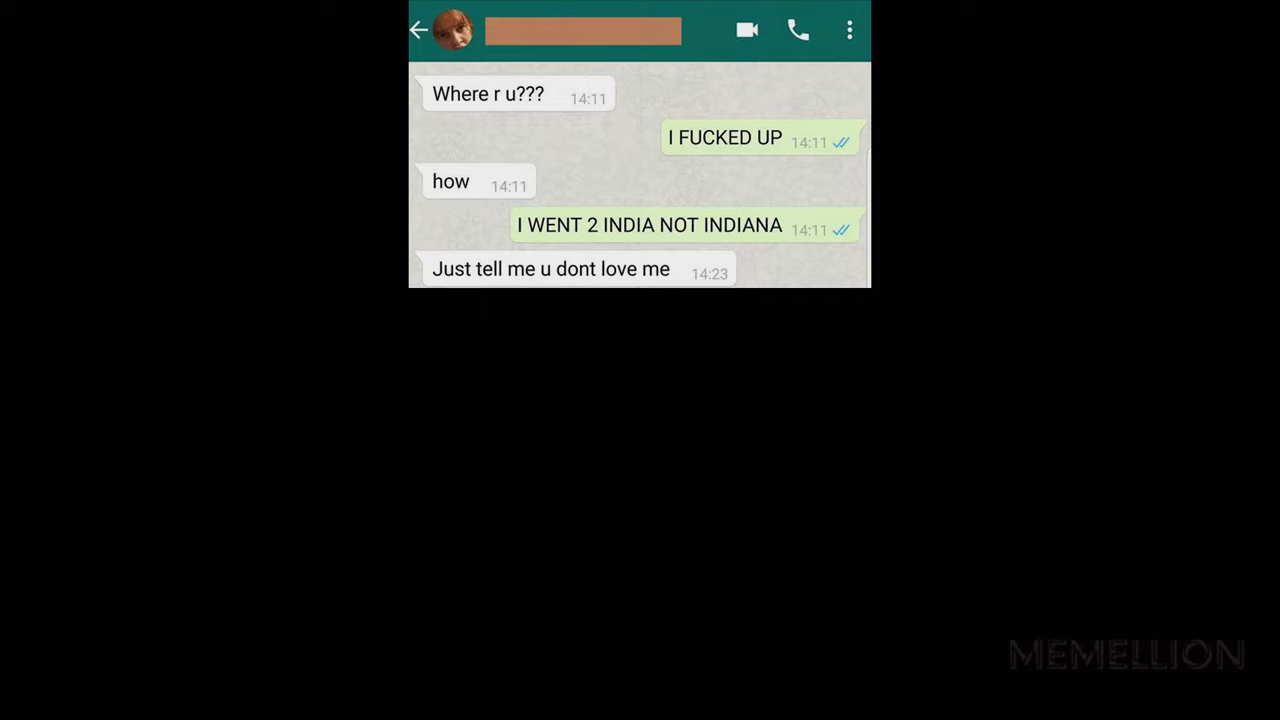 Where r u???
14:11
I FUCKED UP
14:11
how
14:11
I WENT 2 INDIA NOT INDIANA
14:11
Just tell me u dont love me
14:23
MEMELLION